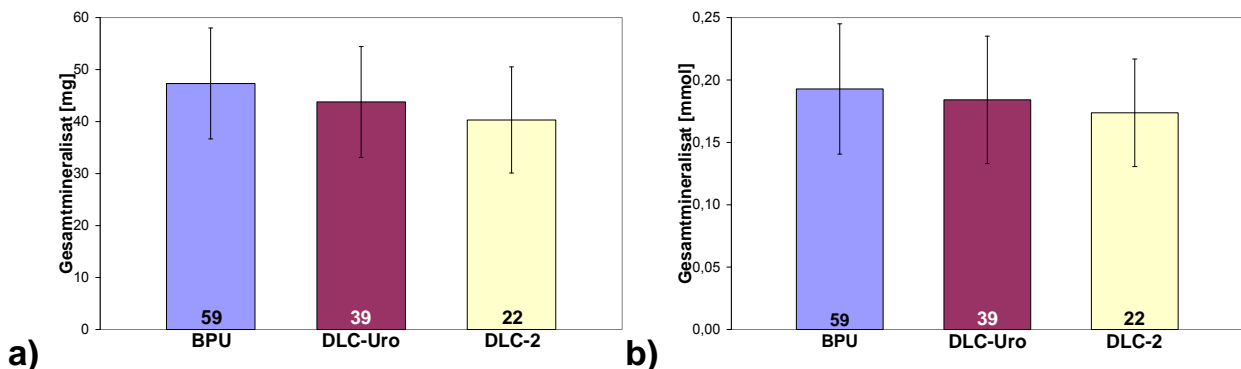 Gesamtmineralisat [mg]
60
50
40
30
20
10
0
59
39
22
BPU
DLC-Uro
DLC-2
a)
Gesamtmineralisat [mmol]
0,25
0,20
0,15
0,10
0,05
0,00
59
39
22
BPU
DLC-Uro
DLC-2
b)